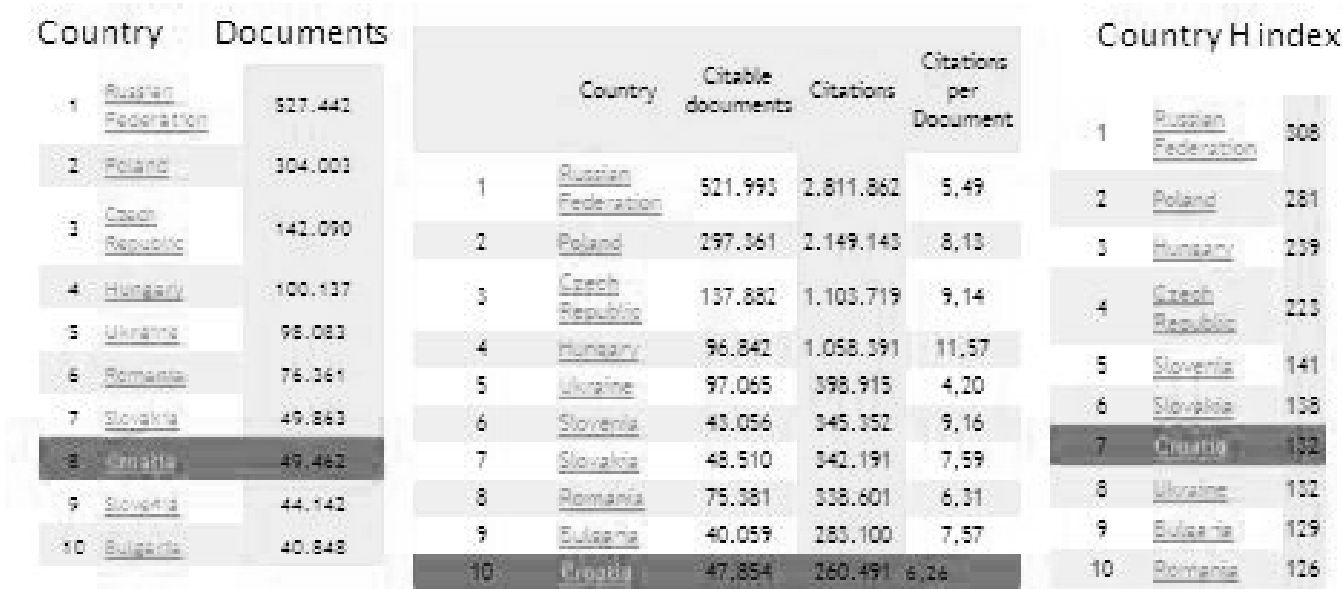 Country Documents
1 Russian Federation 527.442
2 Poland 304.003
3 Czech Republic 142.090
4 Hungary 100.137
5 Ukraine 98.083
6 Romania 76.361
7 Slovakia 49.863
8 Croatia 49.462
9 Slovenia 44.142
10 Bulgaria 40.848
Country Citable documents Citations Citations per Document
1 Russian Federation 521.993 2.811.862 5,49
2 Poland 297.361 2.149.143 8,13
3 Czech Republic 137.882 1.103.719 9,14
4 Hungary 96.842 1.058.391 11,57
5 Ukraine 97.065 398.915 4,20
6 Slovenia 43.056 345.352 9,16
7 Slovakia 48.510 342.191 7,59
8 Romania 75.381 338.601 6,31
9 Bulgaria 40.059 283.100 7,57
10 Croatia 47.854 260.491 6,26
Country H index
1 Russian Federation 308
2 Poland 281
3 Hungary 239
4 Czech Republic 223
5 Slovenia 141
6 Slovakia 138
7 Croatia 132
8 Ukraine 132
9 Bulgaria 129
10 Romania 126